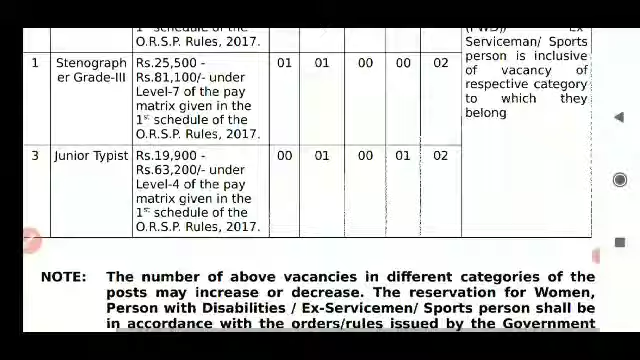 1st schedule of the
O.R.S.P. Rules, 2017.
(PWD)/ Ex-
Serviceman/ Sports
person is inclusive
of vacancy of
respective category
to which they
belong
1 Stenograph Rs.25,500 - 01 01 00 00 02
er Grade-III Rs.81,100/- under
Level-7 of the pay
matrix given in the
1st schedule of the
O.R.S.P. Rules, 2017.
3 Junior Typist Rs.19,900 - 00 01 00 01 02
Rs.63,200/- under
Level-4 of the pay
matrix given in the
1st schedule of the
O.R.S.P. Rules, 2017.
NOTE: The number of above vacancies in different categories of the
posts may increase or decrease. The reservation for Women,
Person with Disabilities / Ex-Servicemen/ Sports person shall be
in accordance with the orders/rules issued by the Government